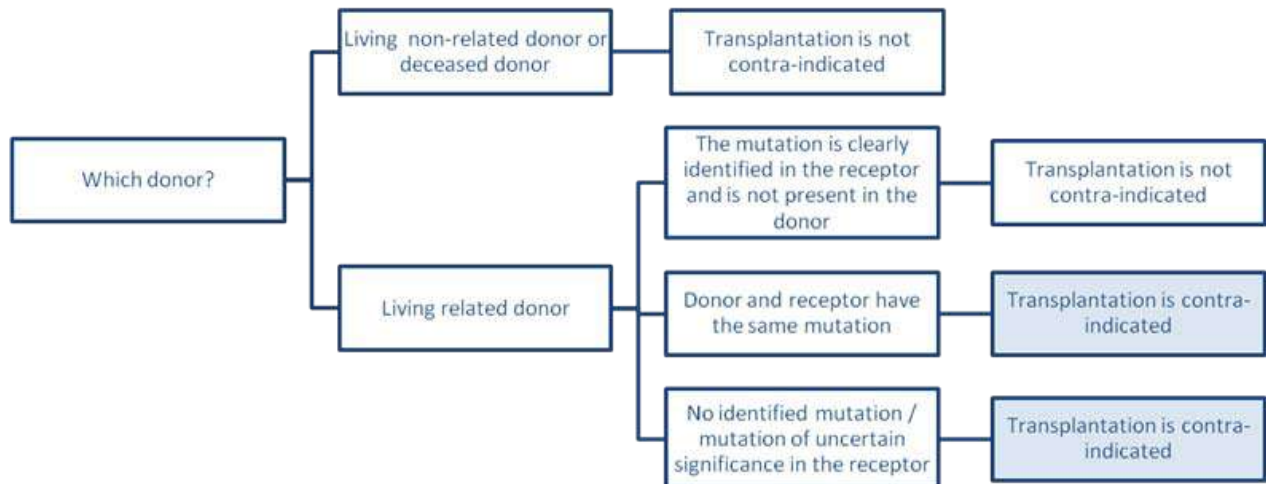 Living non-related donor or
deceased donor
Transplantation is not
contra-indicated
Which donor?
The mutation is clearly
identified in the receptor
and is not present in the
donor
Transplantation is not
contra-indicated
Living related donor
Donor and receptor have
the same mutation
Transplantation is contra-
indicated
No identified mutation /
mutation of uncertain
significance in the receptor
Transplantation is contra-
indicated